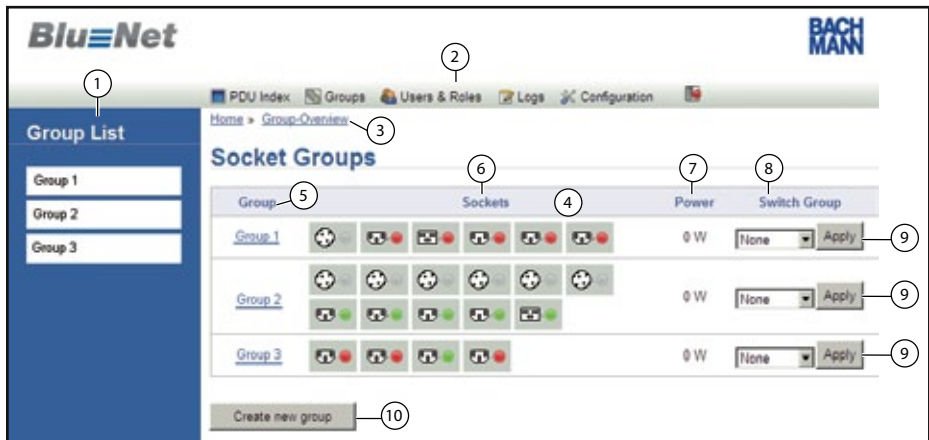 BlueNet
BACH
MANN
2
1
PDU Index Groups Users & Roles Logs Configuration
Home » Group-Overview
3
Group List
Socket Groups
Group 1
Group 2
Group 3
5 6 4 7 8
Group Sockets Power Switch Group
Group 1 0 W None Apply 9
Group 2 0 W None Apply 9
Group 3 0 W None Apply 9
Create new group 10